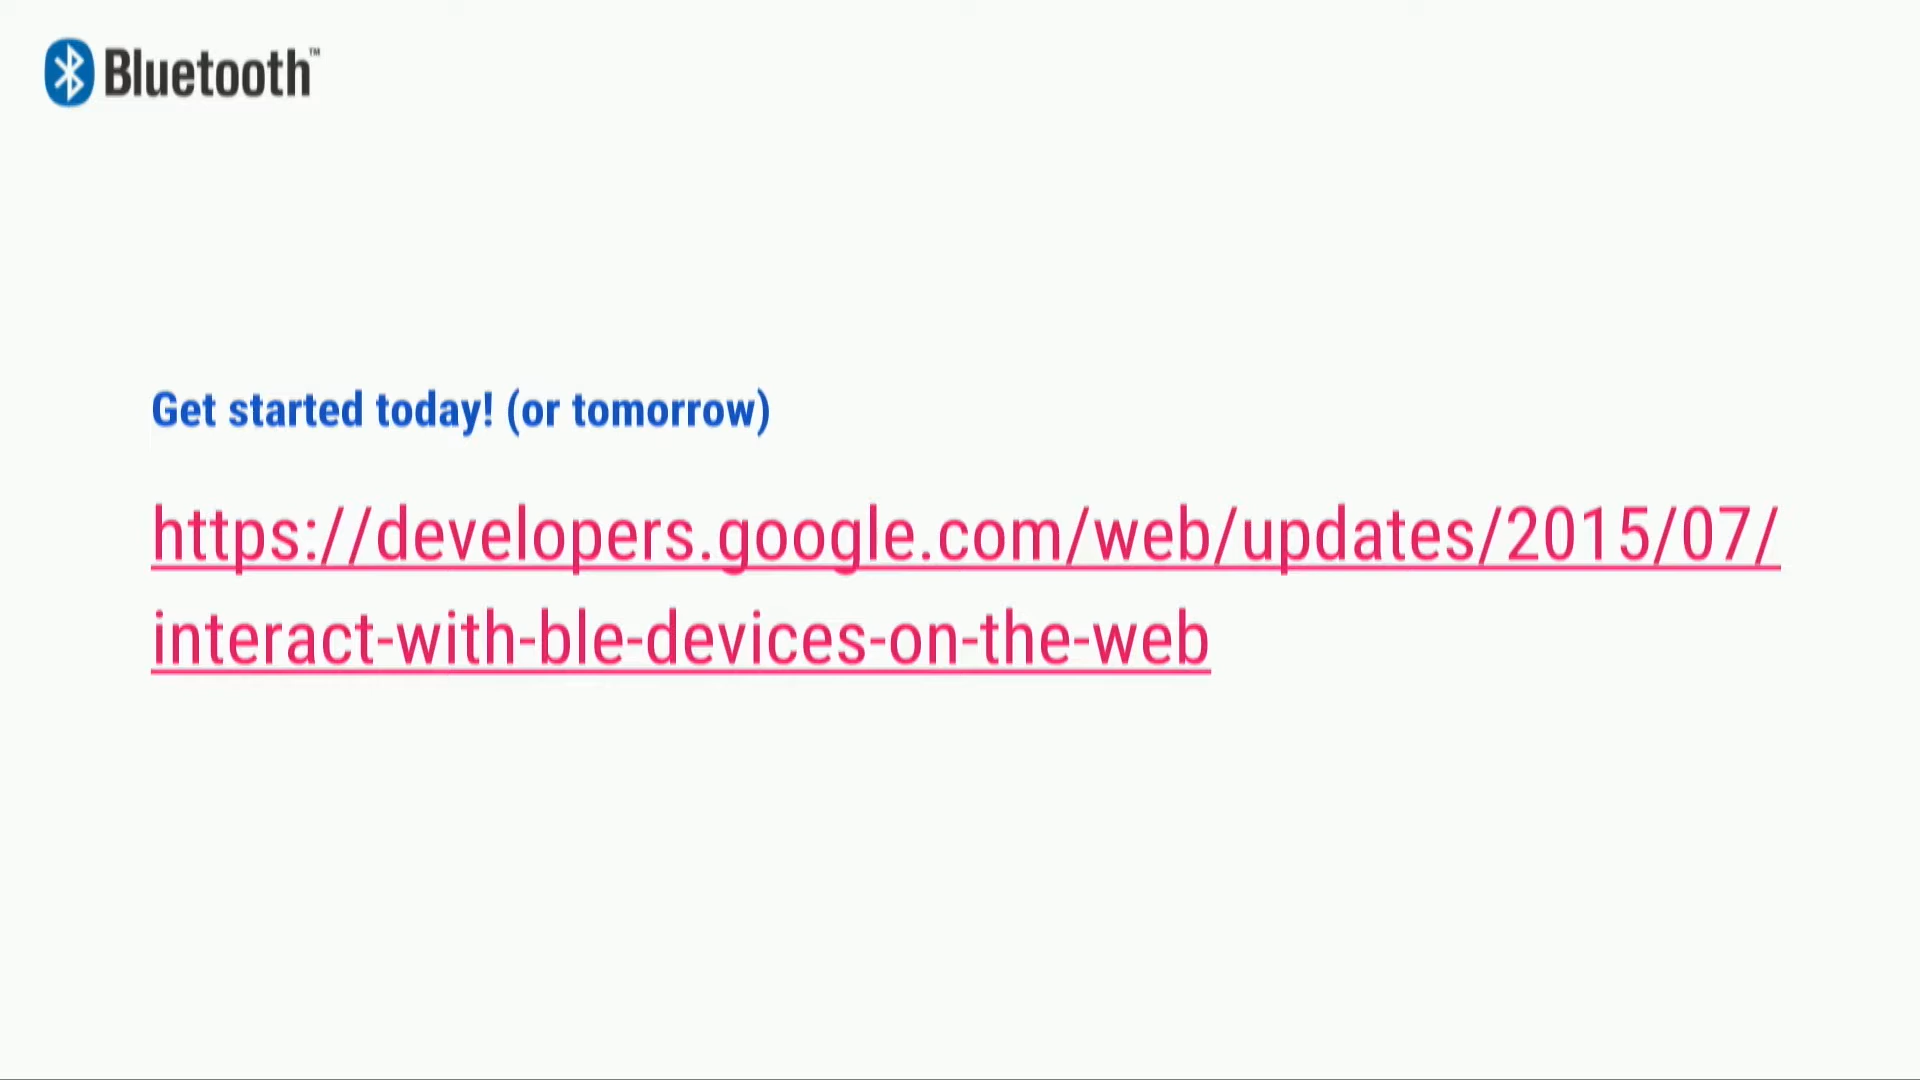 Bluetooth™
Get started today! (or tomorrow)
https://developers.google.com/web/updates/2015/07/
interact-with-ble-devices-on-the-web